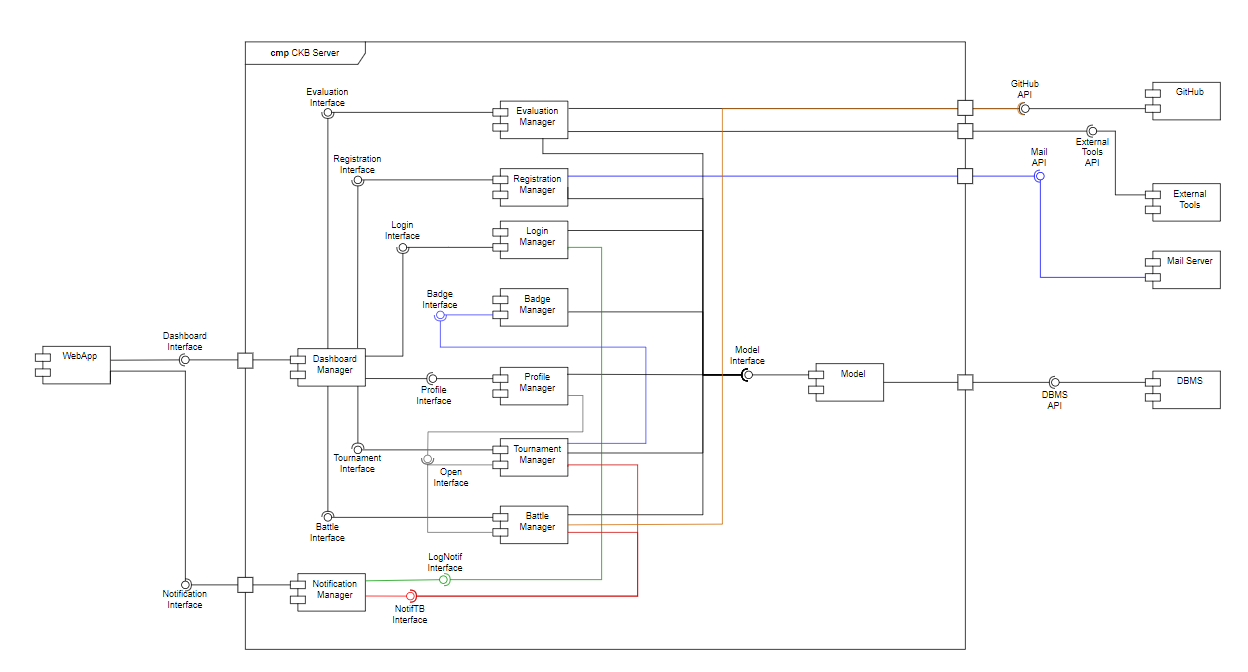 cmp CKB Server
Evaluation
Interface
Evaluation
Manager
GitHub
API
GitHub
External
Tools
API
Registration
Interface
Registration
Manager
Mail
API
External
Tools
Login
Interface
Login
Manager
Mail Server
Badge
Interface
Badge
Manager
WebApp
Dashboard
Interface
Dashboard
Manager
Profile
Interface
Profile
Manager
Model
Interface
Model
DBMS
API
DBMS
Tournament
Interface
Tournament
Manager
Open
Interface
Battle
Interface
Battle
Manager
LogNotif
Interface
Notification
Interface
Notification
Manager
NotifTB
Interface